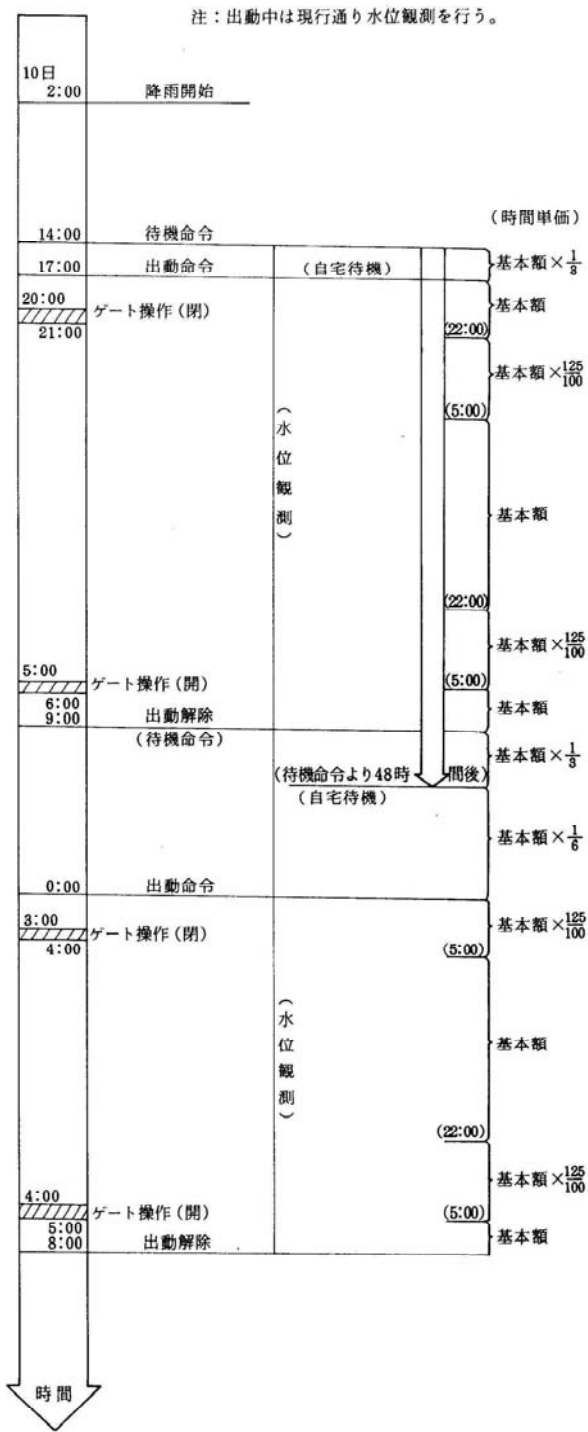 注：出動中は現行通り水位観測を行う。
10日
2:00 降雨開始
(時間単価)
14:00 待機命令
基本額×1/3
17:00 出動命令 (自宅待機)
20:00
ゲート操作(閉)
基本額
21:00
(22:00)
基本額×125/100
(5:00)
(水位観測)
基本額
(22:00)
基本額×125/100
5:00
(5:00)
ゲート操作(開)
6:00
基本額
9:00 出動解除
(待機命令)
基本額×1/3
(待機命令より48時間後)
(自宅待機)
基本額×1/6
0:00 出動命令
3:00
基本額×125/100
ゲート操作(閉)
4:00
(5:00)
(水位観測)
基本額
(22:00)
4:00
基本額×125/100
ゲート操作(開)
(5:00)
5:00
基本額
8:00 出動解除
時間